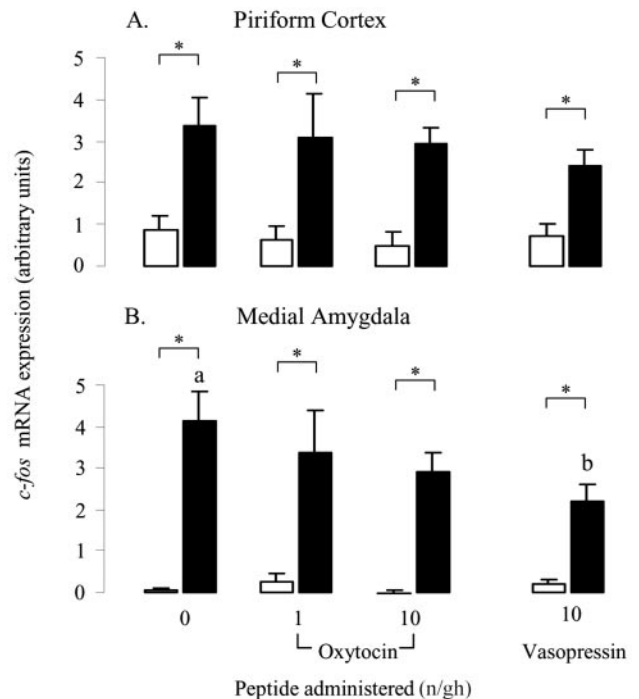 A. Piriform Cortex
5
4
3
2
1
0
* * * *
c-fos mRNA expression (arbitrary units)
B. Medial Amygdala
5
4
3
2
1
0
* * * *
a b
0 1 10 10
Oxytocin Vasopressin
Peptide administered (n/gh)